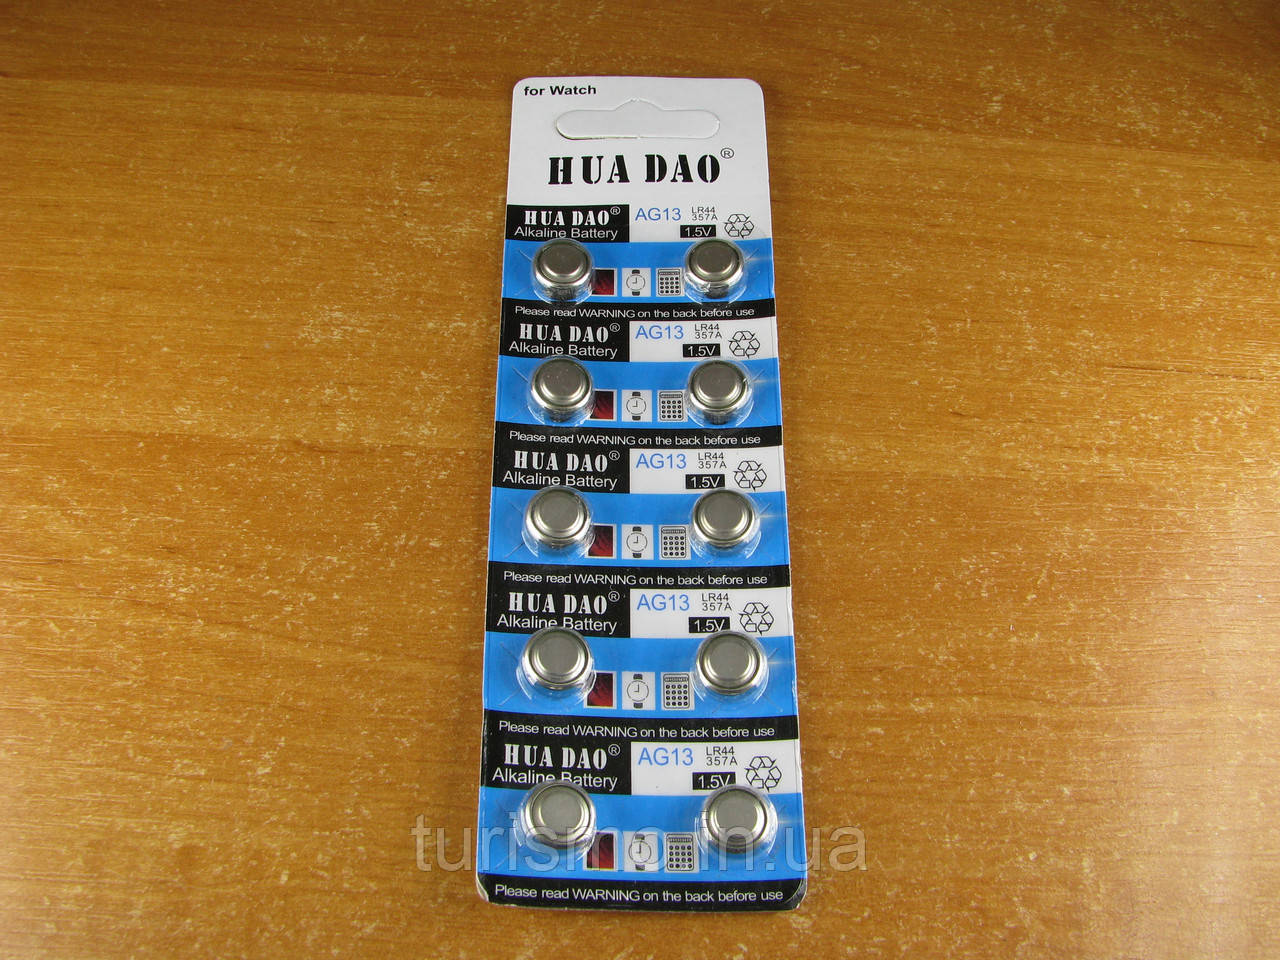 for Watch
HUA DAO®
HUA DAO® AG13 LR44
357A
Alkaline Battery 1.5V
Please read WARNING on the back before use
HUA DAO® AG13 LR44
357A
Alkaline Battery 1.5V
Please read WARNING on the back before use
HUA DAO® AG13 LR44
357A
Alkaline Battery 1.5V
Please read WARNING on the back before use
HUA DAO® AG13 LR44
357A
Alkaline Battery 1.5V
Please read WARNING on the back before use
HUA DAO® AG13 LR44
357A
Alkaline Battery 1.5V
turismo.in.ua
Please read WARNING on the back before use